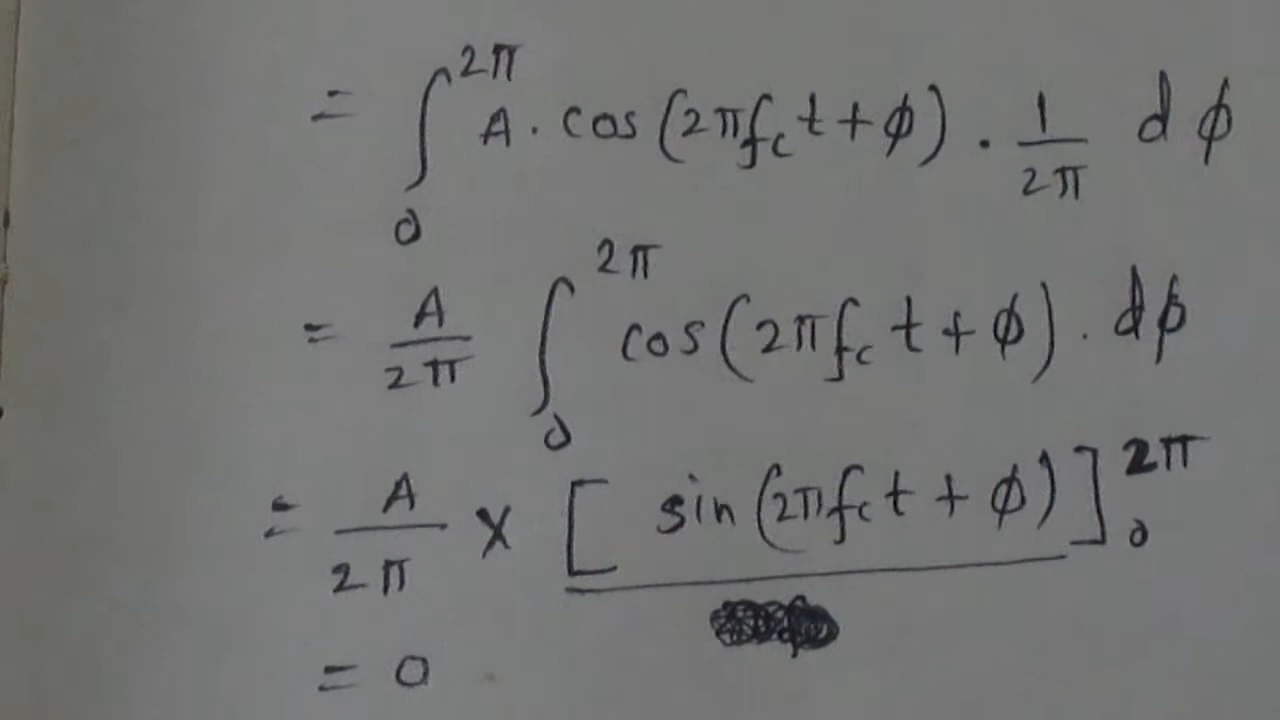 = ∫₀^{2π} A. cos(2πf_c t + ϕ) . 1/2π dϕ
= A/2π ∫₀^{2π} cos(2πf_c t + ϕ) . dϕ
= A/2π × [ sin(2πf_c t + ϕ) ]₀^{2π}
= 0